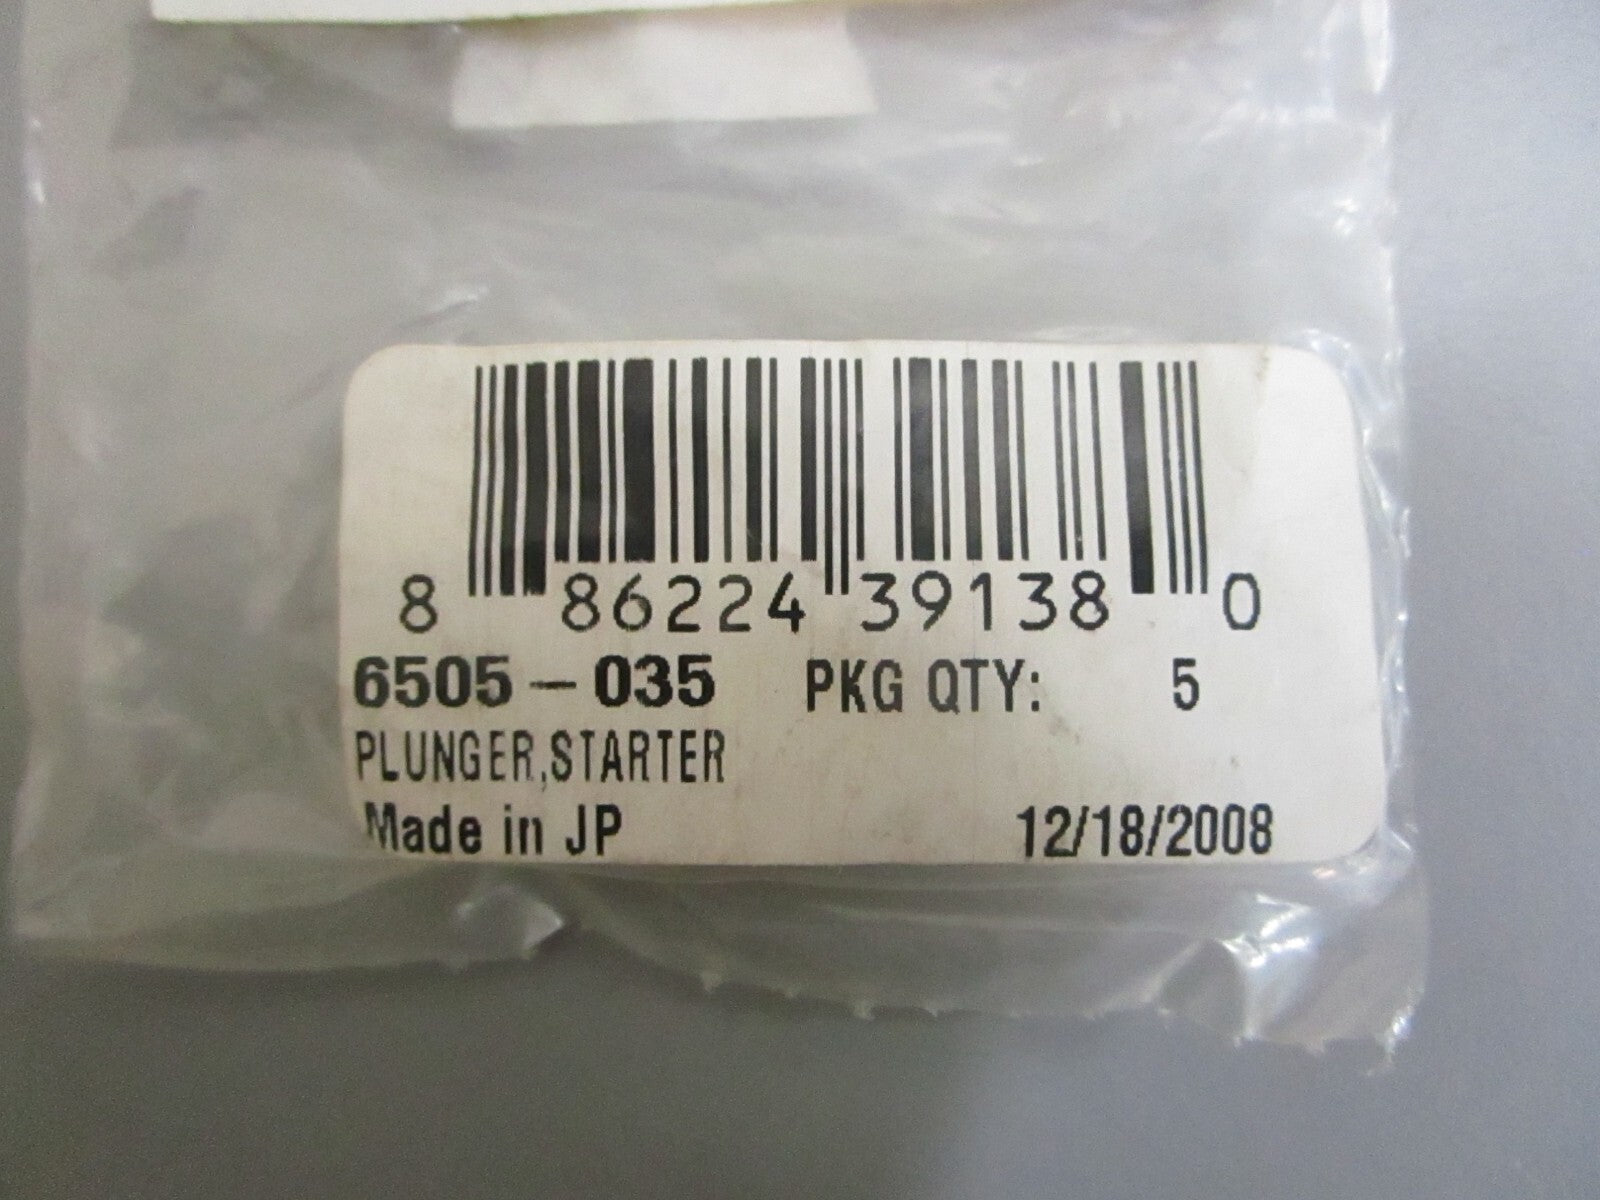 8 86224 39138 0
6505-035 PKG QTY: 5
PLUNGER,STARTER
Made in JP 12/18/2008